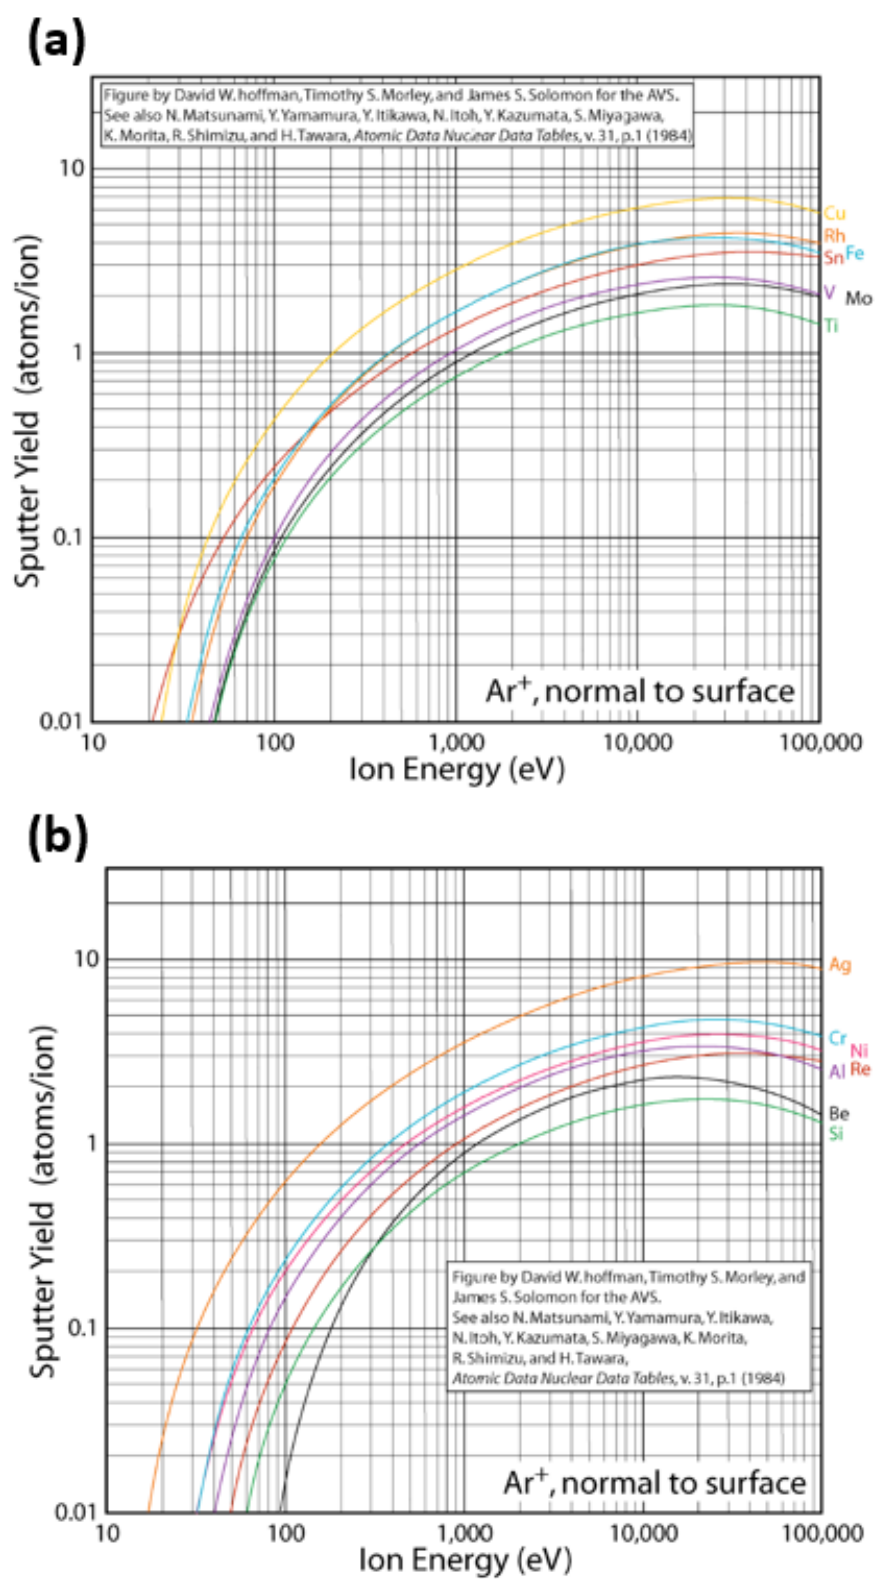 (a)
Figure by David W. hoffman, Timothy S. Morley, and James S. Solomon for the AVS.
See also N. Matsunami, Y. Yamamura, Y. Itikawa, N. Itoh, Y. Kazumata, S. Miyagawa,
K. Morita, R. Shimizu, and H. Tawara, Atomic Data Nuclear Data Tables, v. 31, p.1 (1984)
10
1
0.1
0.01
Sputter Yield (atoms/ion)
Cu
Rh
Fe
Sn
V
Mo
Ti
Ar+, normal to surface
10
100
1,000
10,000
100,000
Ion Energy (eV)
(b)
10
1
0.1
0.01
Sputter Yield (atoms/ion)
Ag
Cr
Ni
Al
Re
Be
Si
Figure by David W. hoffman, Timothy S. Morley, and
James S. Solomon for the AVS.
See also N. Matsunami, Y. Yamamura, Y. Itikawa,
N. Itoh, Y. Kazumata, S. Miyagawa, K. Morita,
R. Shimizu, and H. Tawara,
Atomic Data Nuclear Data Tables, v. 31, p.1 (1984)
Ar+, normal to surface
10
100
1,000
10,000
100,000
Ion Energy (eV)